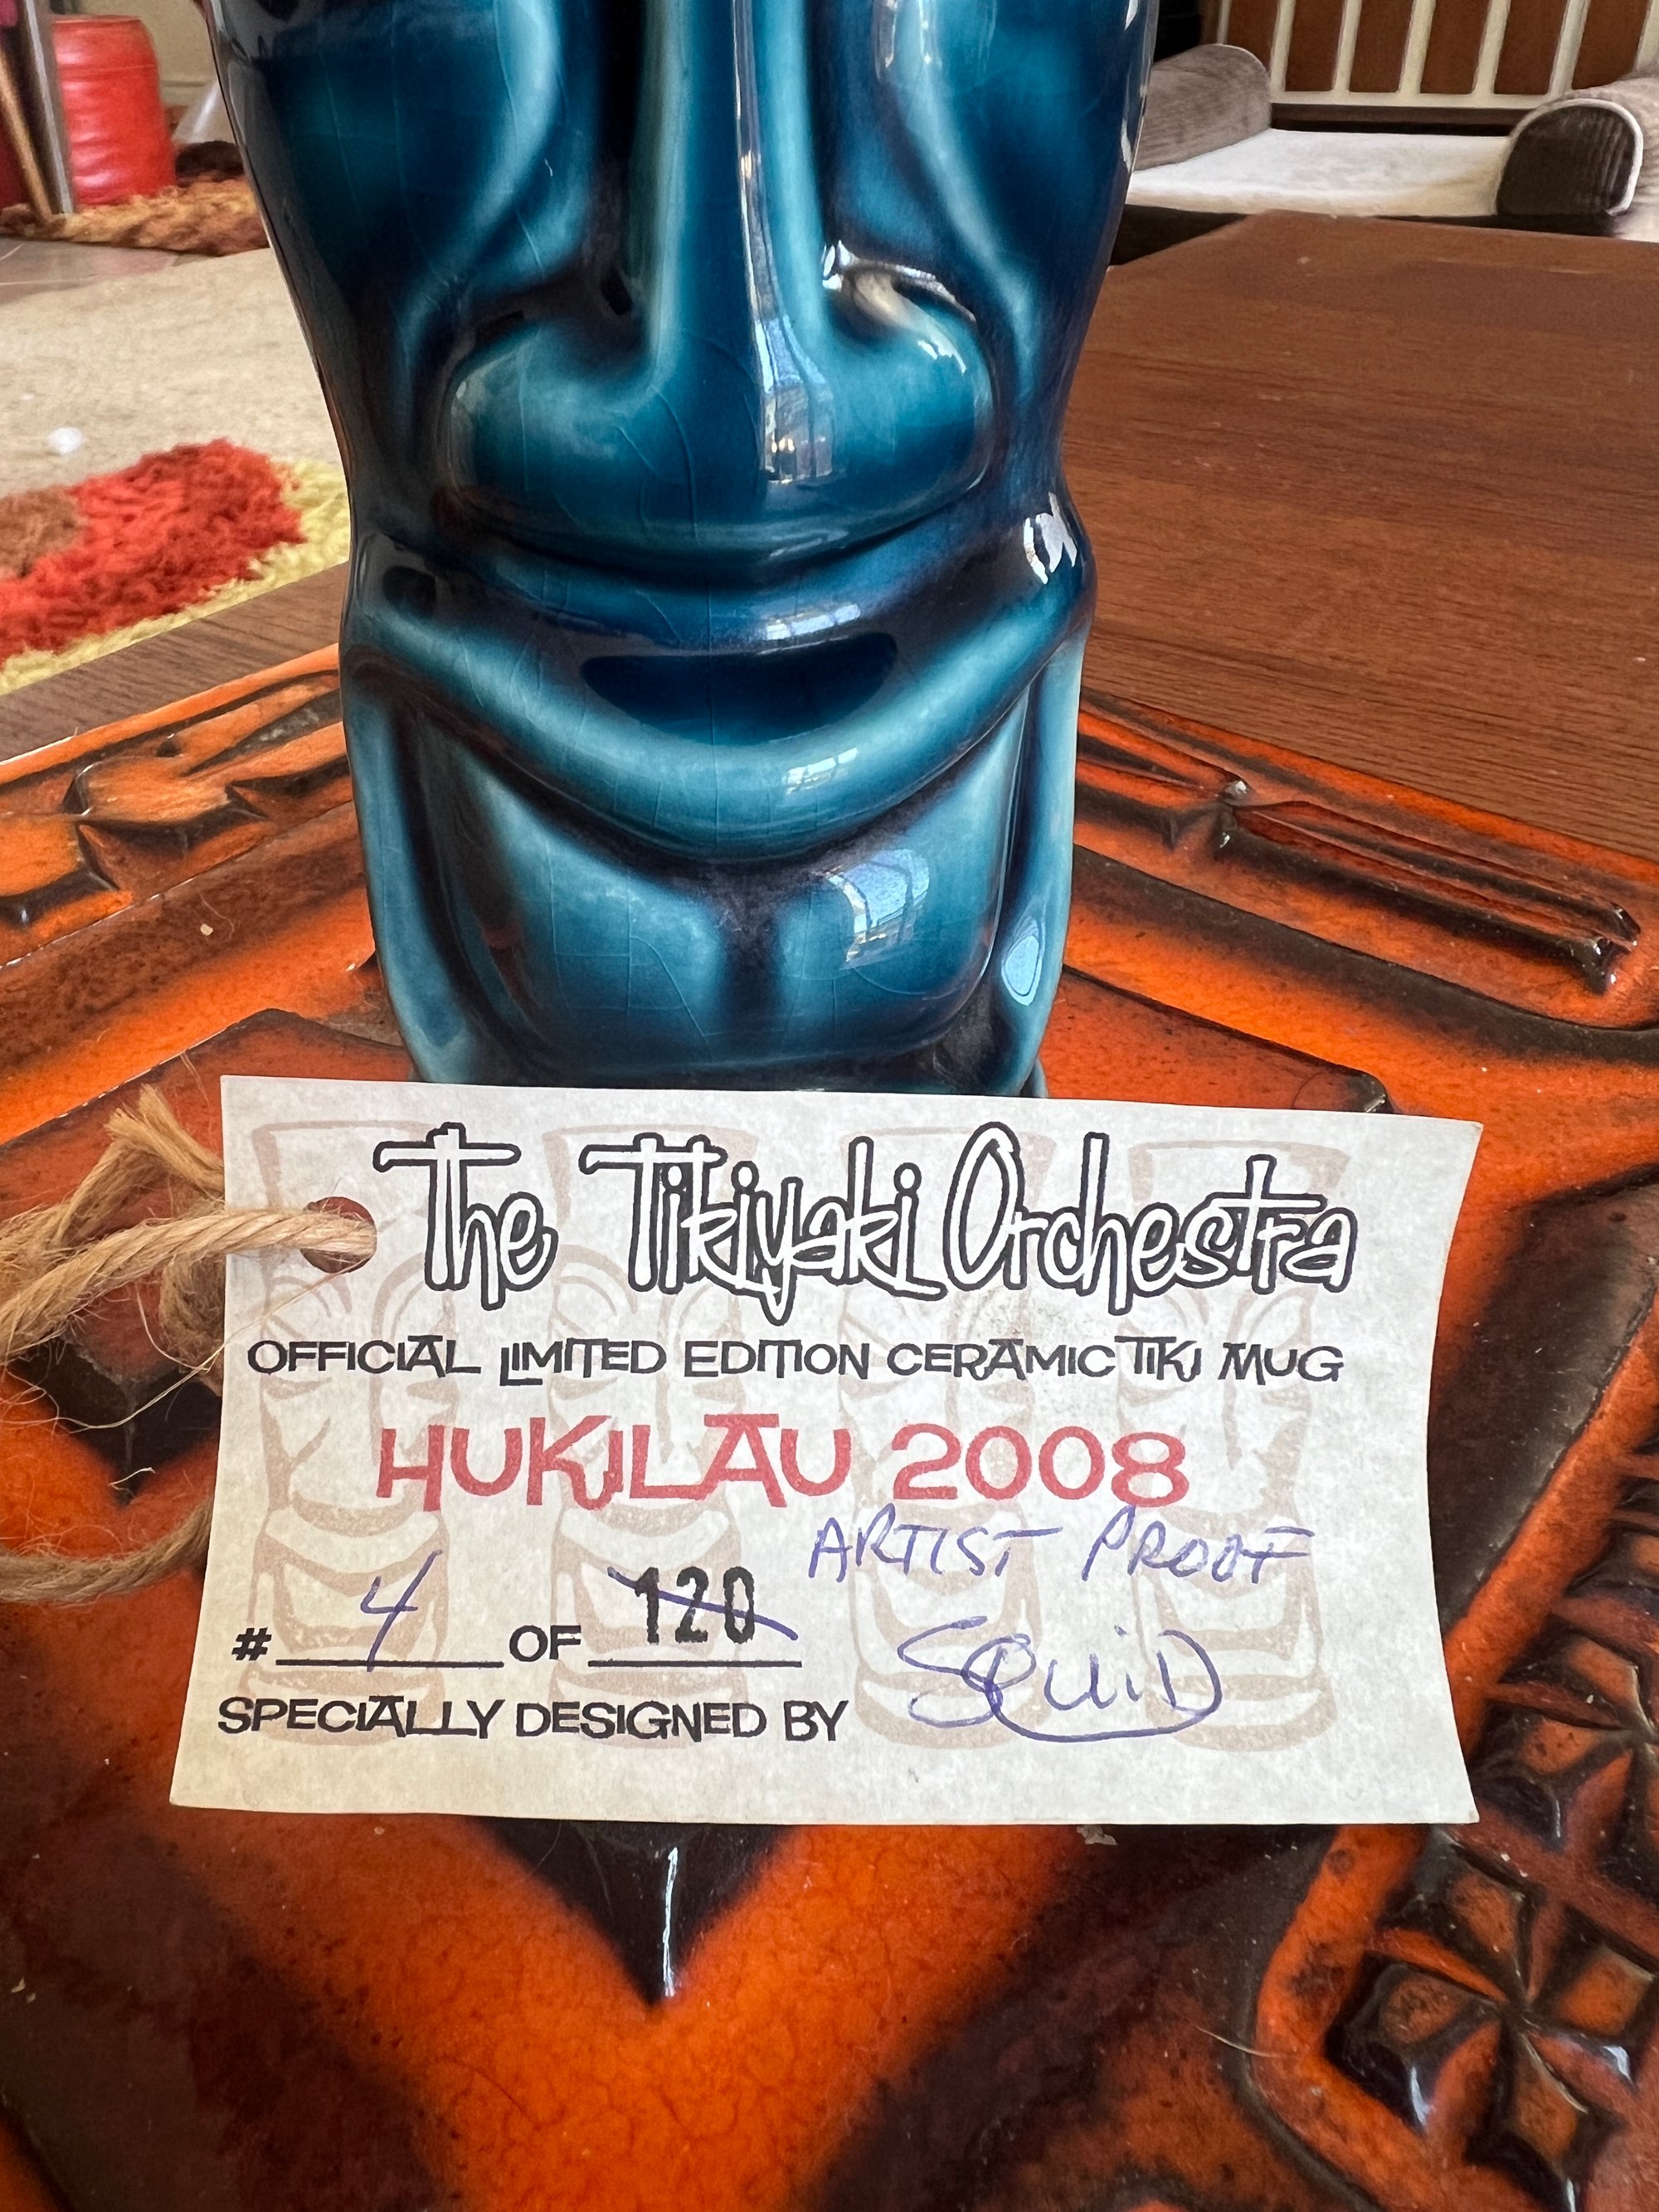 The Tikiyaki Orchestra
OFFICIAL LIMITED EDITION CERAMIC TIKI MUG
HUKILAU 2008
ARTIST PROOF
# 4 OF 120
SPECIALLY DESIGNED BY SQUID